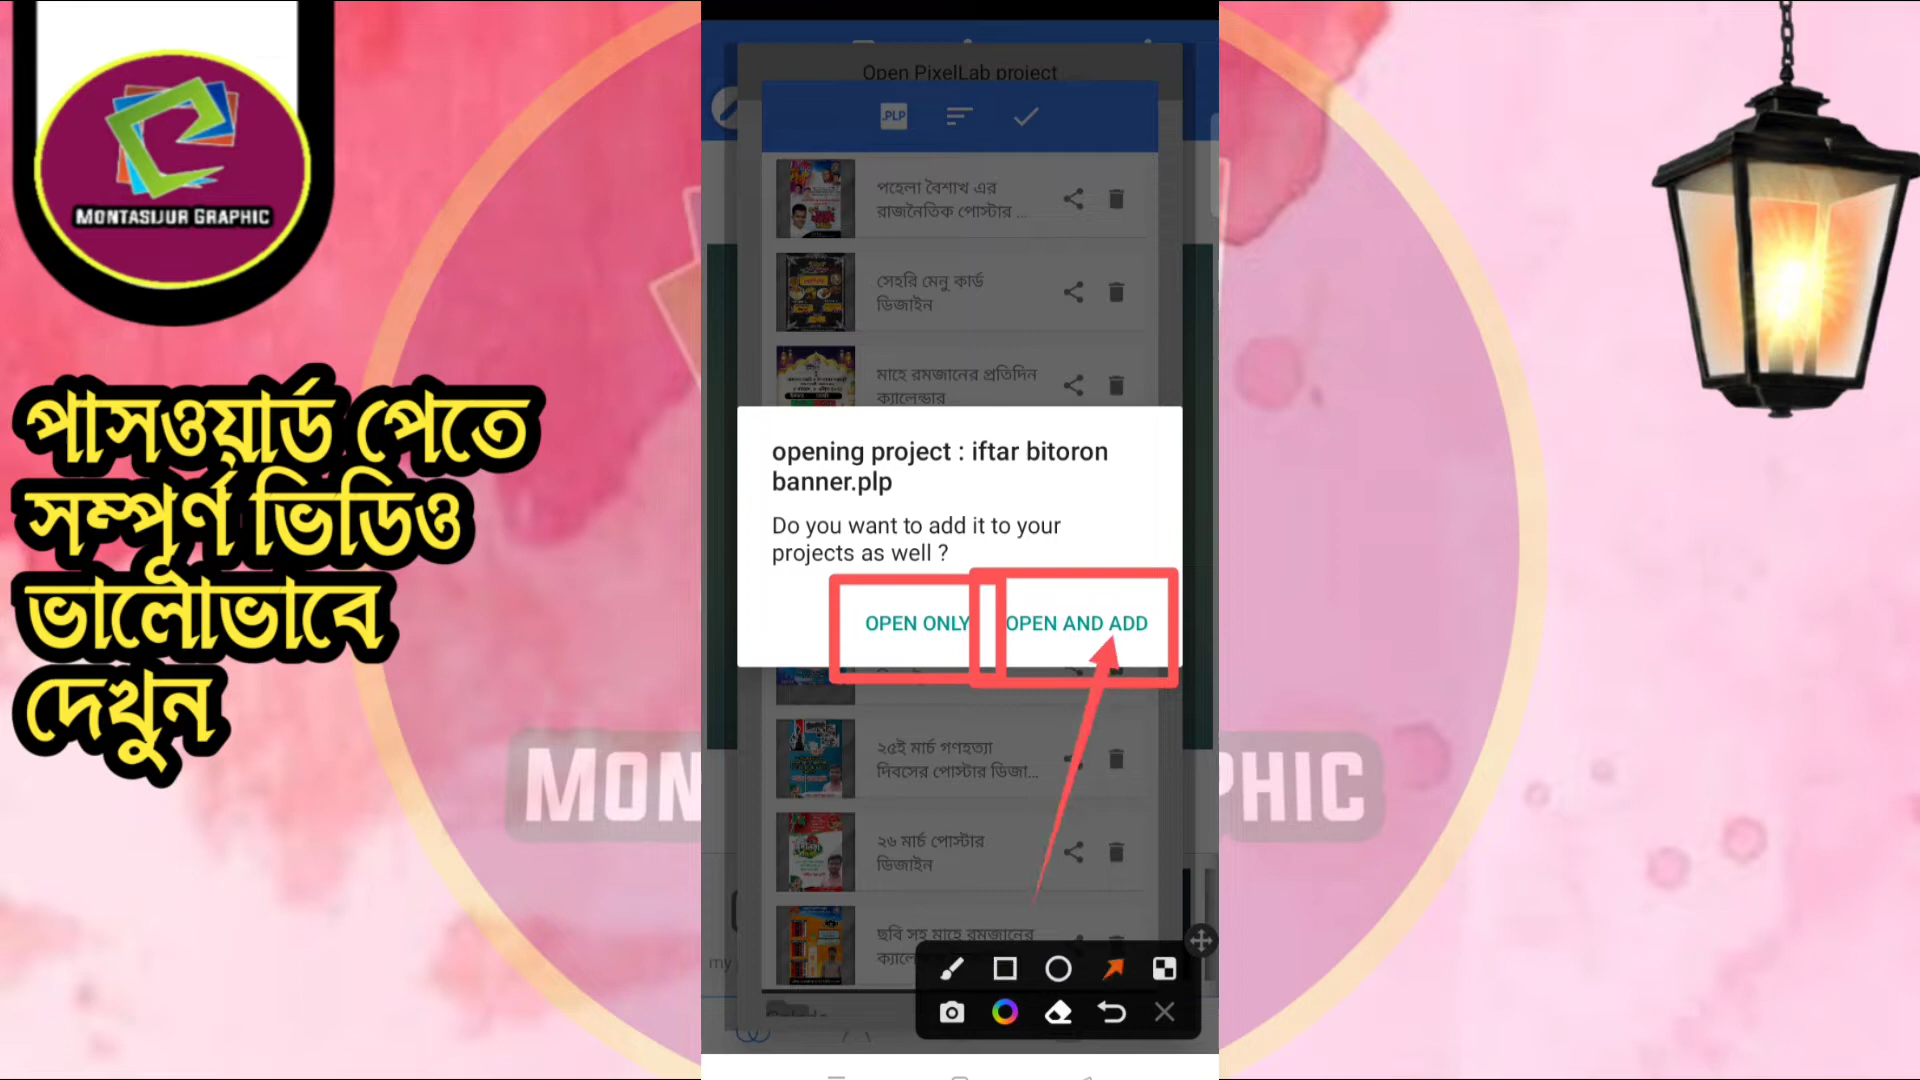 MONTASIJUR GRAPHIC
পাসওয়ার্ড পেতে
সম্পূর্ণ ভিডিও
ভালোভাবে
দেখুন
Open PixelLab project
.PLP
পহেলা বৈশাখ এর
রাজনৈতিক পোস্টার ...
সেহরি মেনু কার্ড
ডিজাইন
মাহে রমজানের প্রতিদিন
ক্যালেন্ডার
opening project : iftar bitoron
banner.plp
Do you want to add it to your
projects as well ?
OPEN ONLY
OPEN AND ADD
২৫ই মার্চ গণহত্যা
দিবসের পোস্টার ডিজা...
২৬ মার্চ পোস্টার
ডিজাইন
ছবি সহ মাহে রমজানের
my
MON
PHIC